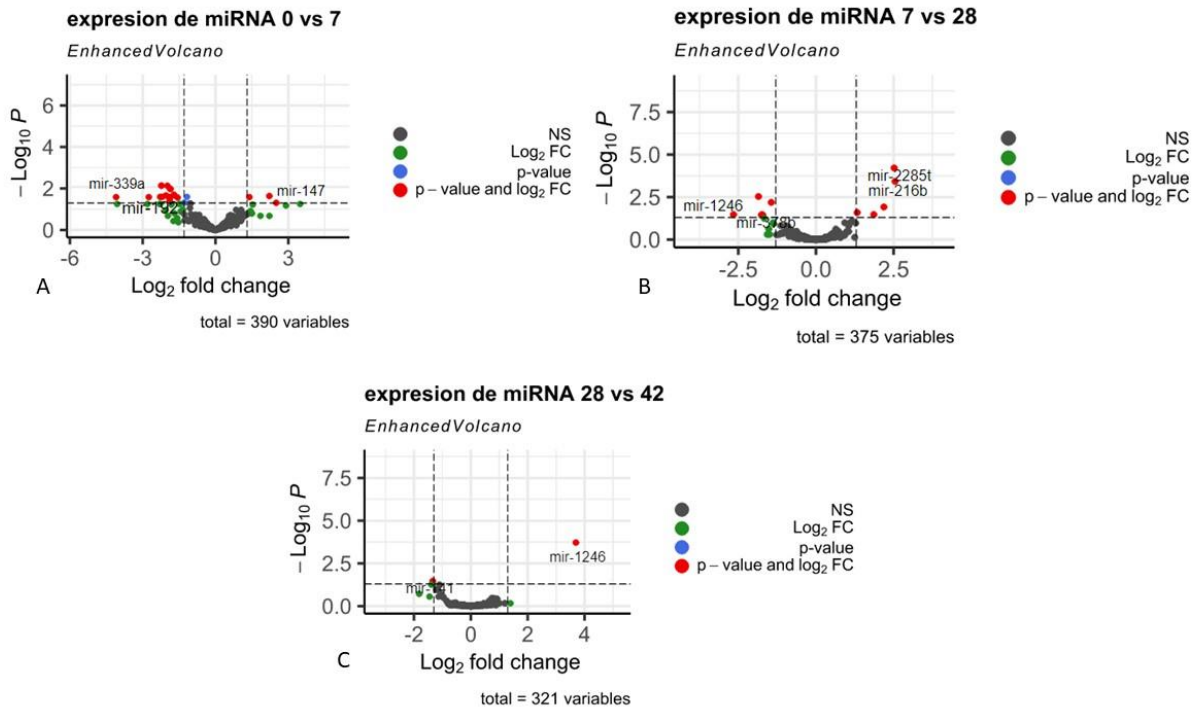 expresion de miRNA 0 vs 7
EnhancedVolcano
− Log10 P
6
4
2
0
mir-339a
mir-147
-6
-3
0
3
Log2 fold change
total = 390 variables
NS
Log2 FC
p-value
p − value and log2 FC
A
expresion de miRNA 7 vs 28
EnhancedVolcano
− Log10 P
7.5
5.0
2.5
0.0
mir-2285t
mir-216b
mir-1246
mir-378b
-2.5
0.0
2.5
Log2 fold change
total = 375 variables
NS
Log2 FC
p-value
p − value and log2 FC
B
expresion de miRNA 28 vs 42
EnhancedVolcano
− Log10 P
7.5
5.0
2.5
0.0
mir-1246
-2
0
2
4
Log2 fold change
total = 321 variables
NS
Log2 FC
p-value
p − value and log2 FC
C